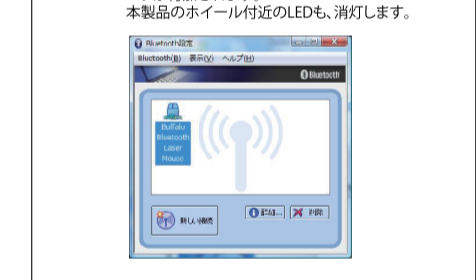 本製品のホイール付近のLEDも、消灯します。
Bluetooth設定
Bluetooth(B) 表示(V) ヘルプ(H)
Bluetooth
Buffalo
Bluetooth
Laser
Mouse
新しい接続
詳細... 削除